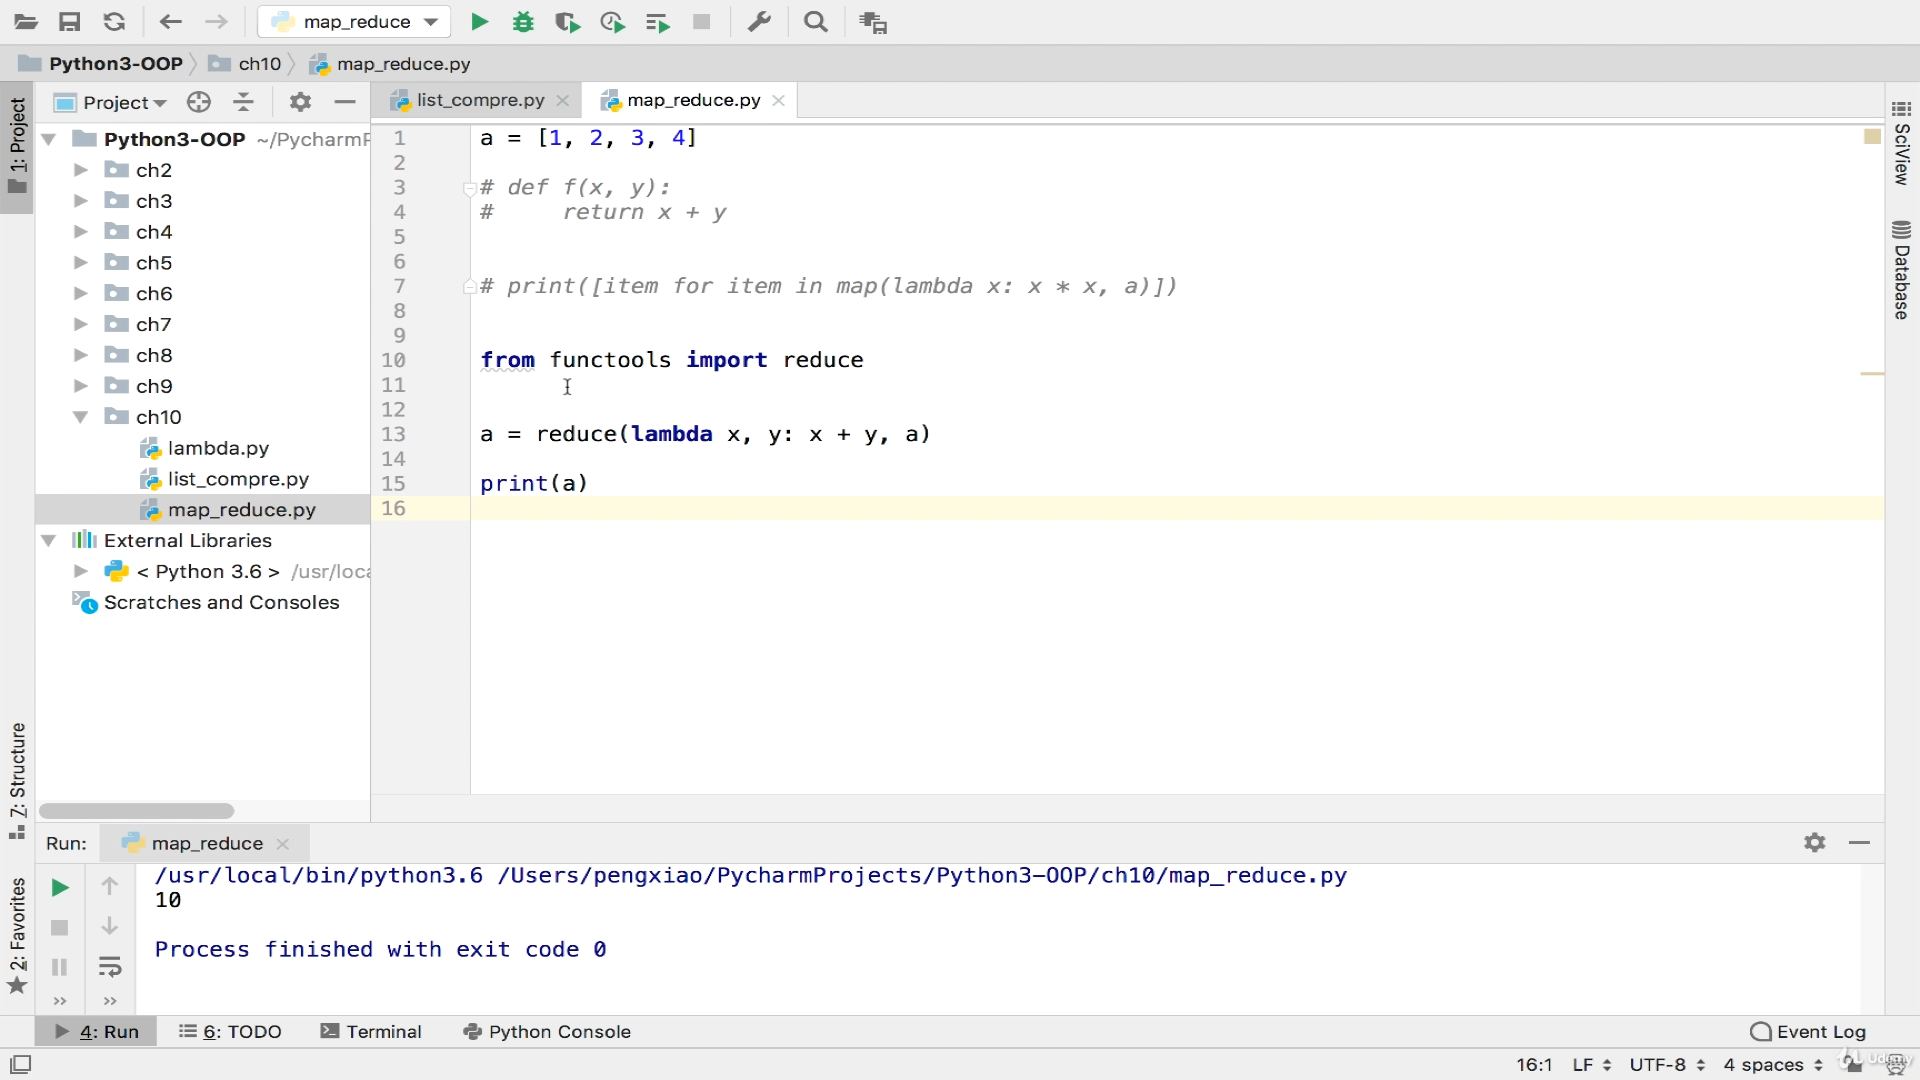 map_reduce
Python3-OOP ch10 map_reduce.py
1: Project
Project
list_compre.py
map_reduce.py
SciView
Database
Python3-OOP ~/PycharmP
ch2
ch3
ch4
ch5
ch6
ch7
ch8
ch9
ch10
lambda.py
list_compre.py
map_reduce.py
External Libraries
< Python 3.6 > /usr/loca
Scratches and Consoles
1 a = [1, 2, 3, 4]
2
3 # def f(x, y):
4 #     return x + y
5
6
7 # print([item for item in map(lambda x: x * x, a)])
8
9
10 from functools import reduce
11
12
13 a = reduce(lambda x, y: x + y, a)
14
15 print(a)
16
Z: Structure
2: Favorites
Run: map_reduce
/usr/local/bin/python3.6 /Users/pengxiao/PycharmProjects/Python3-OOP/ch10/map_reduce.py
10
Process finished with exit code 0
4: Run
6: TODO
Terminal
Python Console
Event Log
16:1 LF UTF-8 4 spaces
Udemy